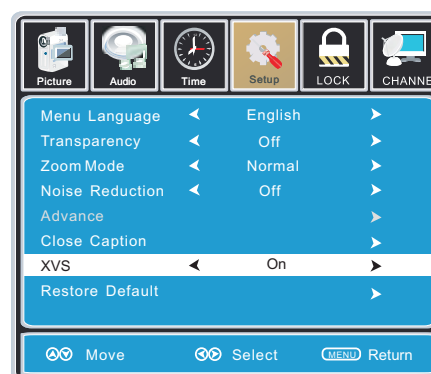 Picture Audio Time Setup LOCK CHANNE
Menu Language English
Transparency Off
Zoom Mode Normal
Noise Reduction Off
Advance
Close Caption
XVS On
Restore Default
Move Select MENU Return